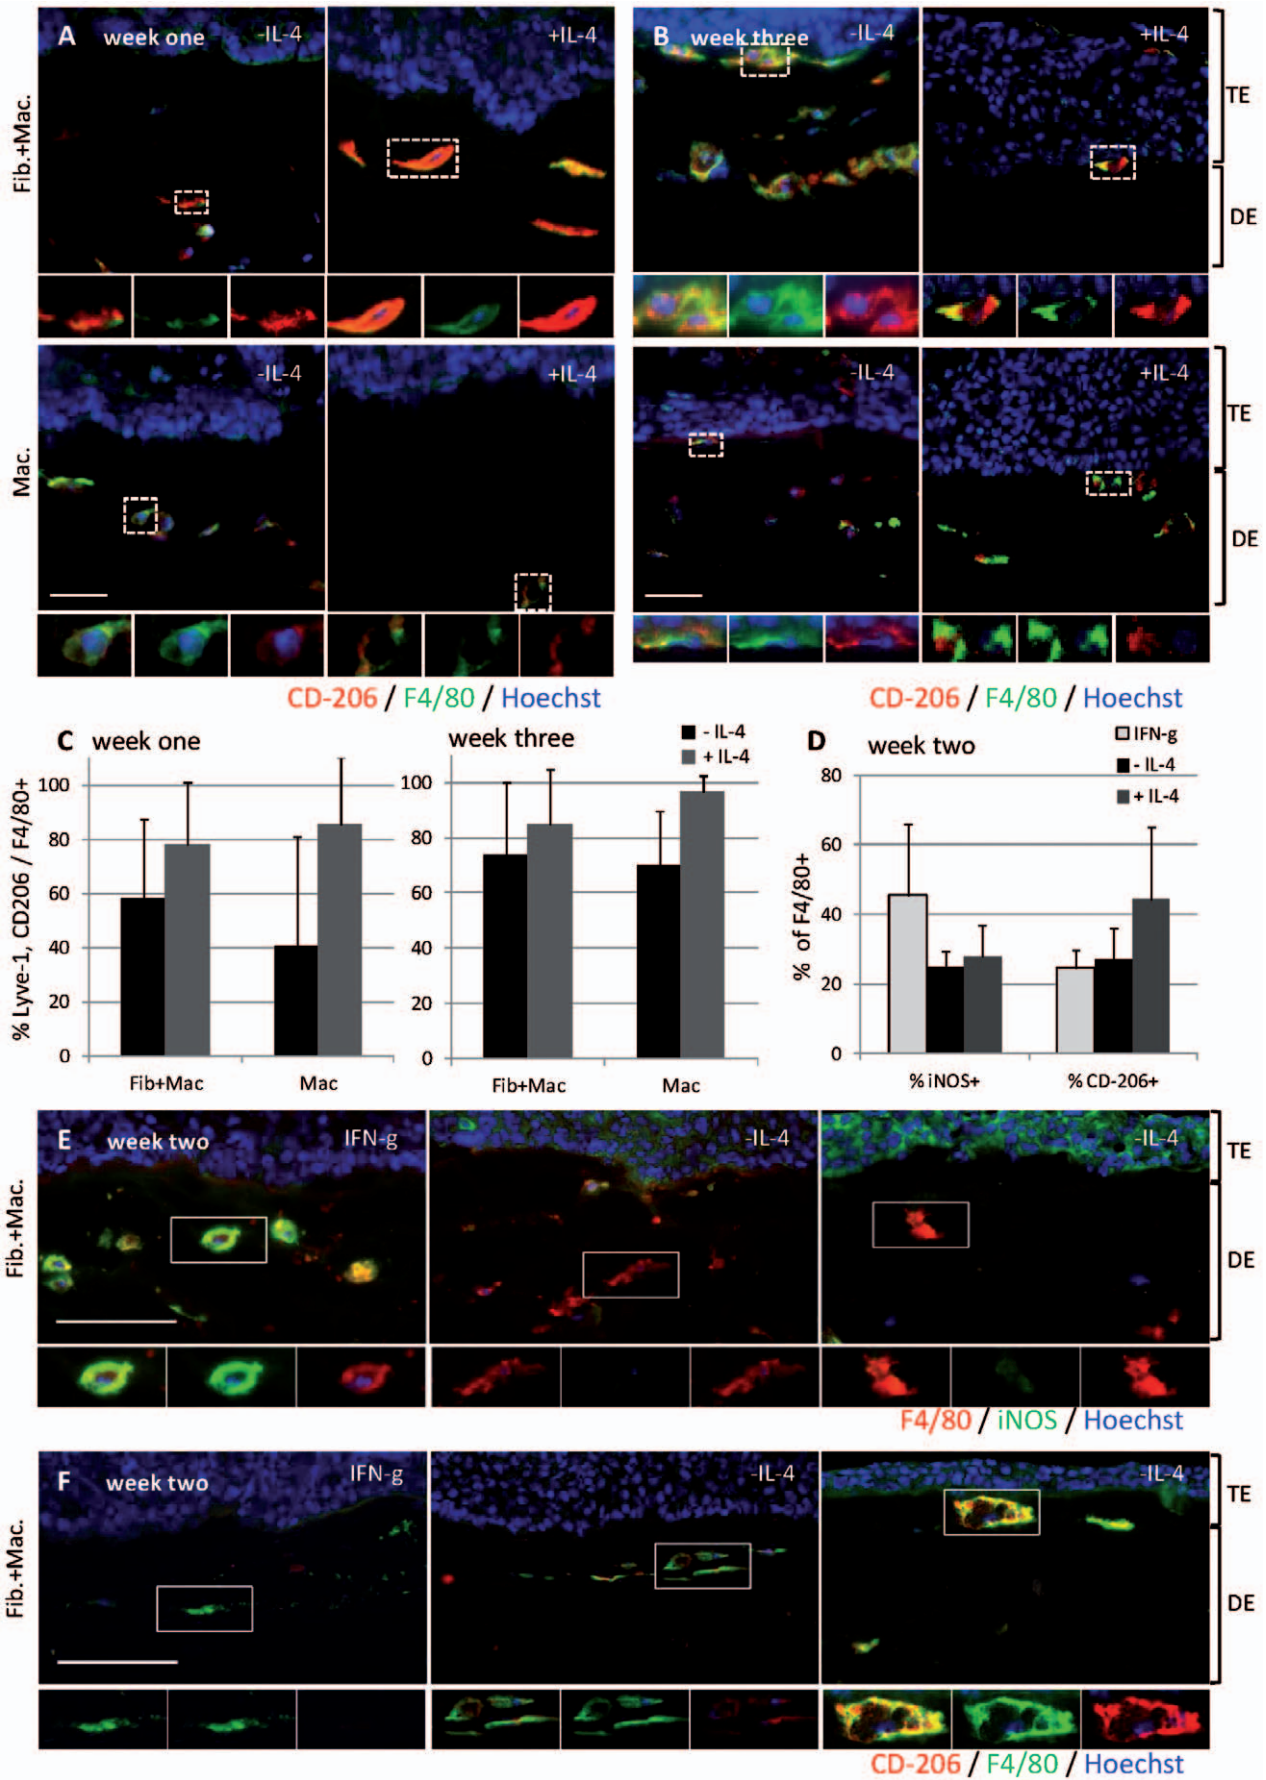 A week one -IL-4 +IL-4
B week three -IL-4 +IL-4
Fib.+Mac.
TE
DE
-IL-4 +IL-4 -IL-4 +IL-4
Mac.
TE
DE
CD-206 / F4/80 / Hoechst
CD-206 / F4/80 / Hoechst
C week one
week three
- IL-4
+ IL-4
% Lyve-1, CD206 / F4/80+
100
80
60
40
20
0
Fib+Mac Mac
100
80
60
40
20
0
Fib+Mac Mac
D week two
IFN-g
- IL-4
+ IL-4
% of F4/80+
80
60
40
20
0
% iNOS+ % CD-206+
E week two IFN-g -IL-4 -IL-4
Fib.+Mac.
TE
DE
F4/80 / iNOS / Hoechst
F week two IFN-g -IL-4 -IL-4
Fib.+Mac.
TE
DE
CD-206 / F4/80 / Hoechst